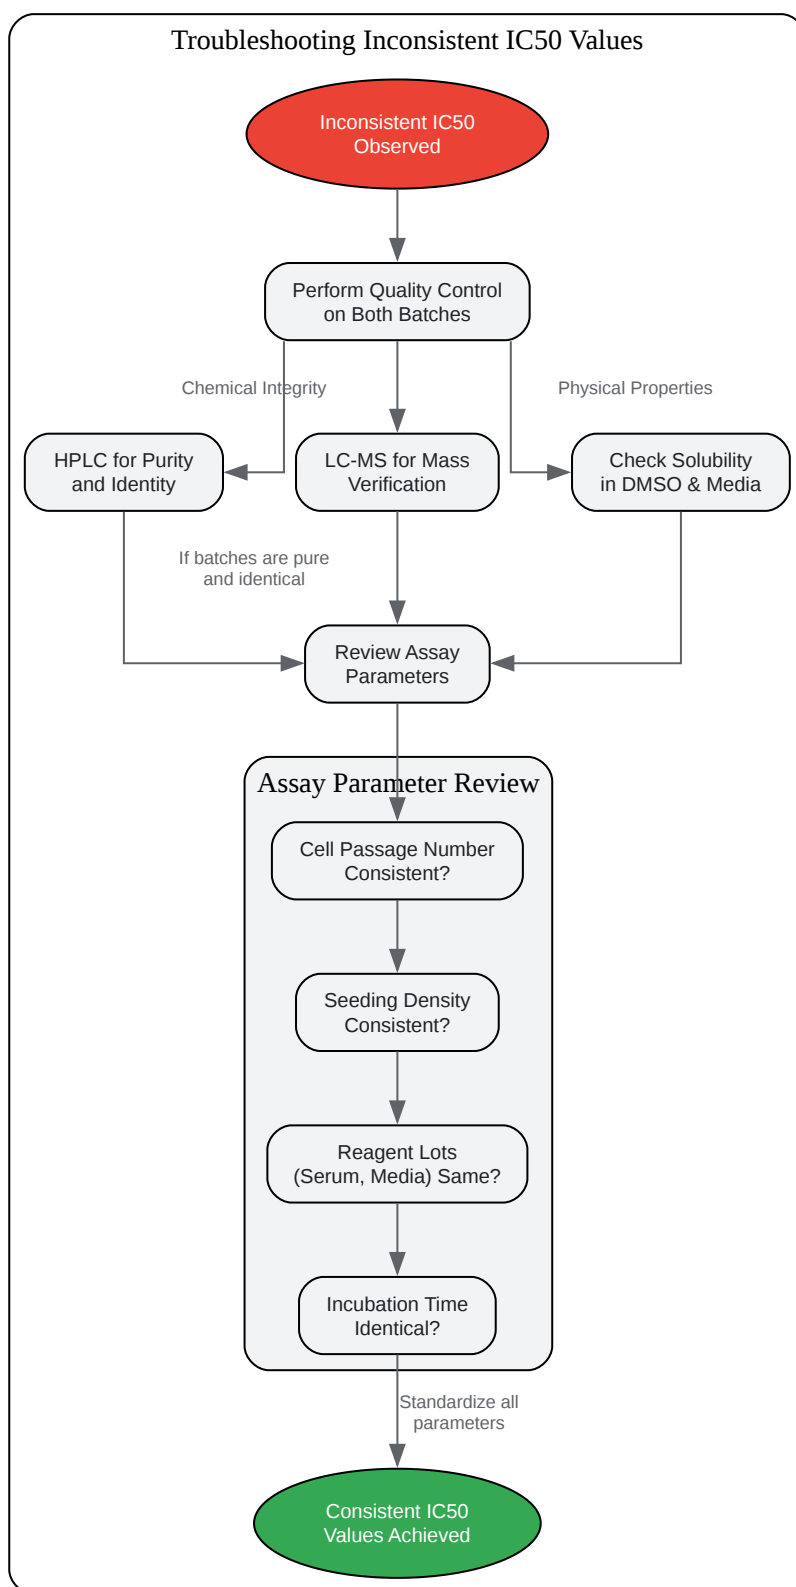 Troubleshooting Inconsistent IC50 Values
Inconsistent IC50
Observed
Perform Quality Control
on Both Batches
Chemical Integrity
Physical Properties
HPLC for Purity
and Identity
LC-MS for Mass
Verification
Check Solubility
in DMSO & Media
If batches are pure
and identical
Review Assay
Parameters
Assay Parameter Review
Cell Passage Number
Consistent?
Seeding Density
Consistent?
Reagent Lots
(Serum, Media) Same?
Incubation Time
Identical?
Standardize all
parameters
Consistent IC50
Values Achieved